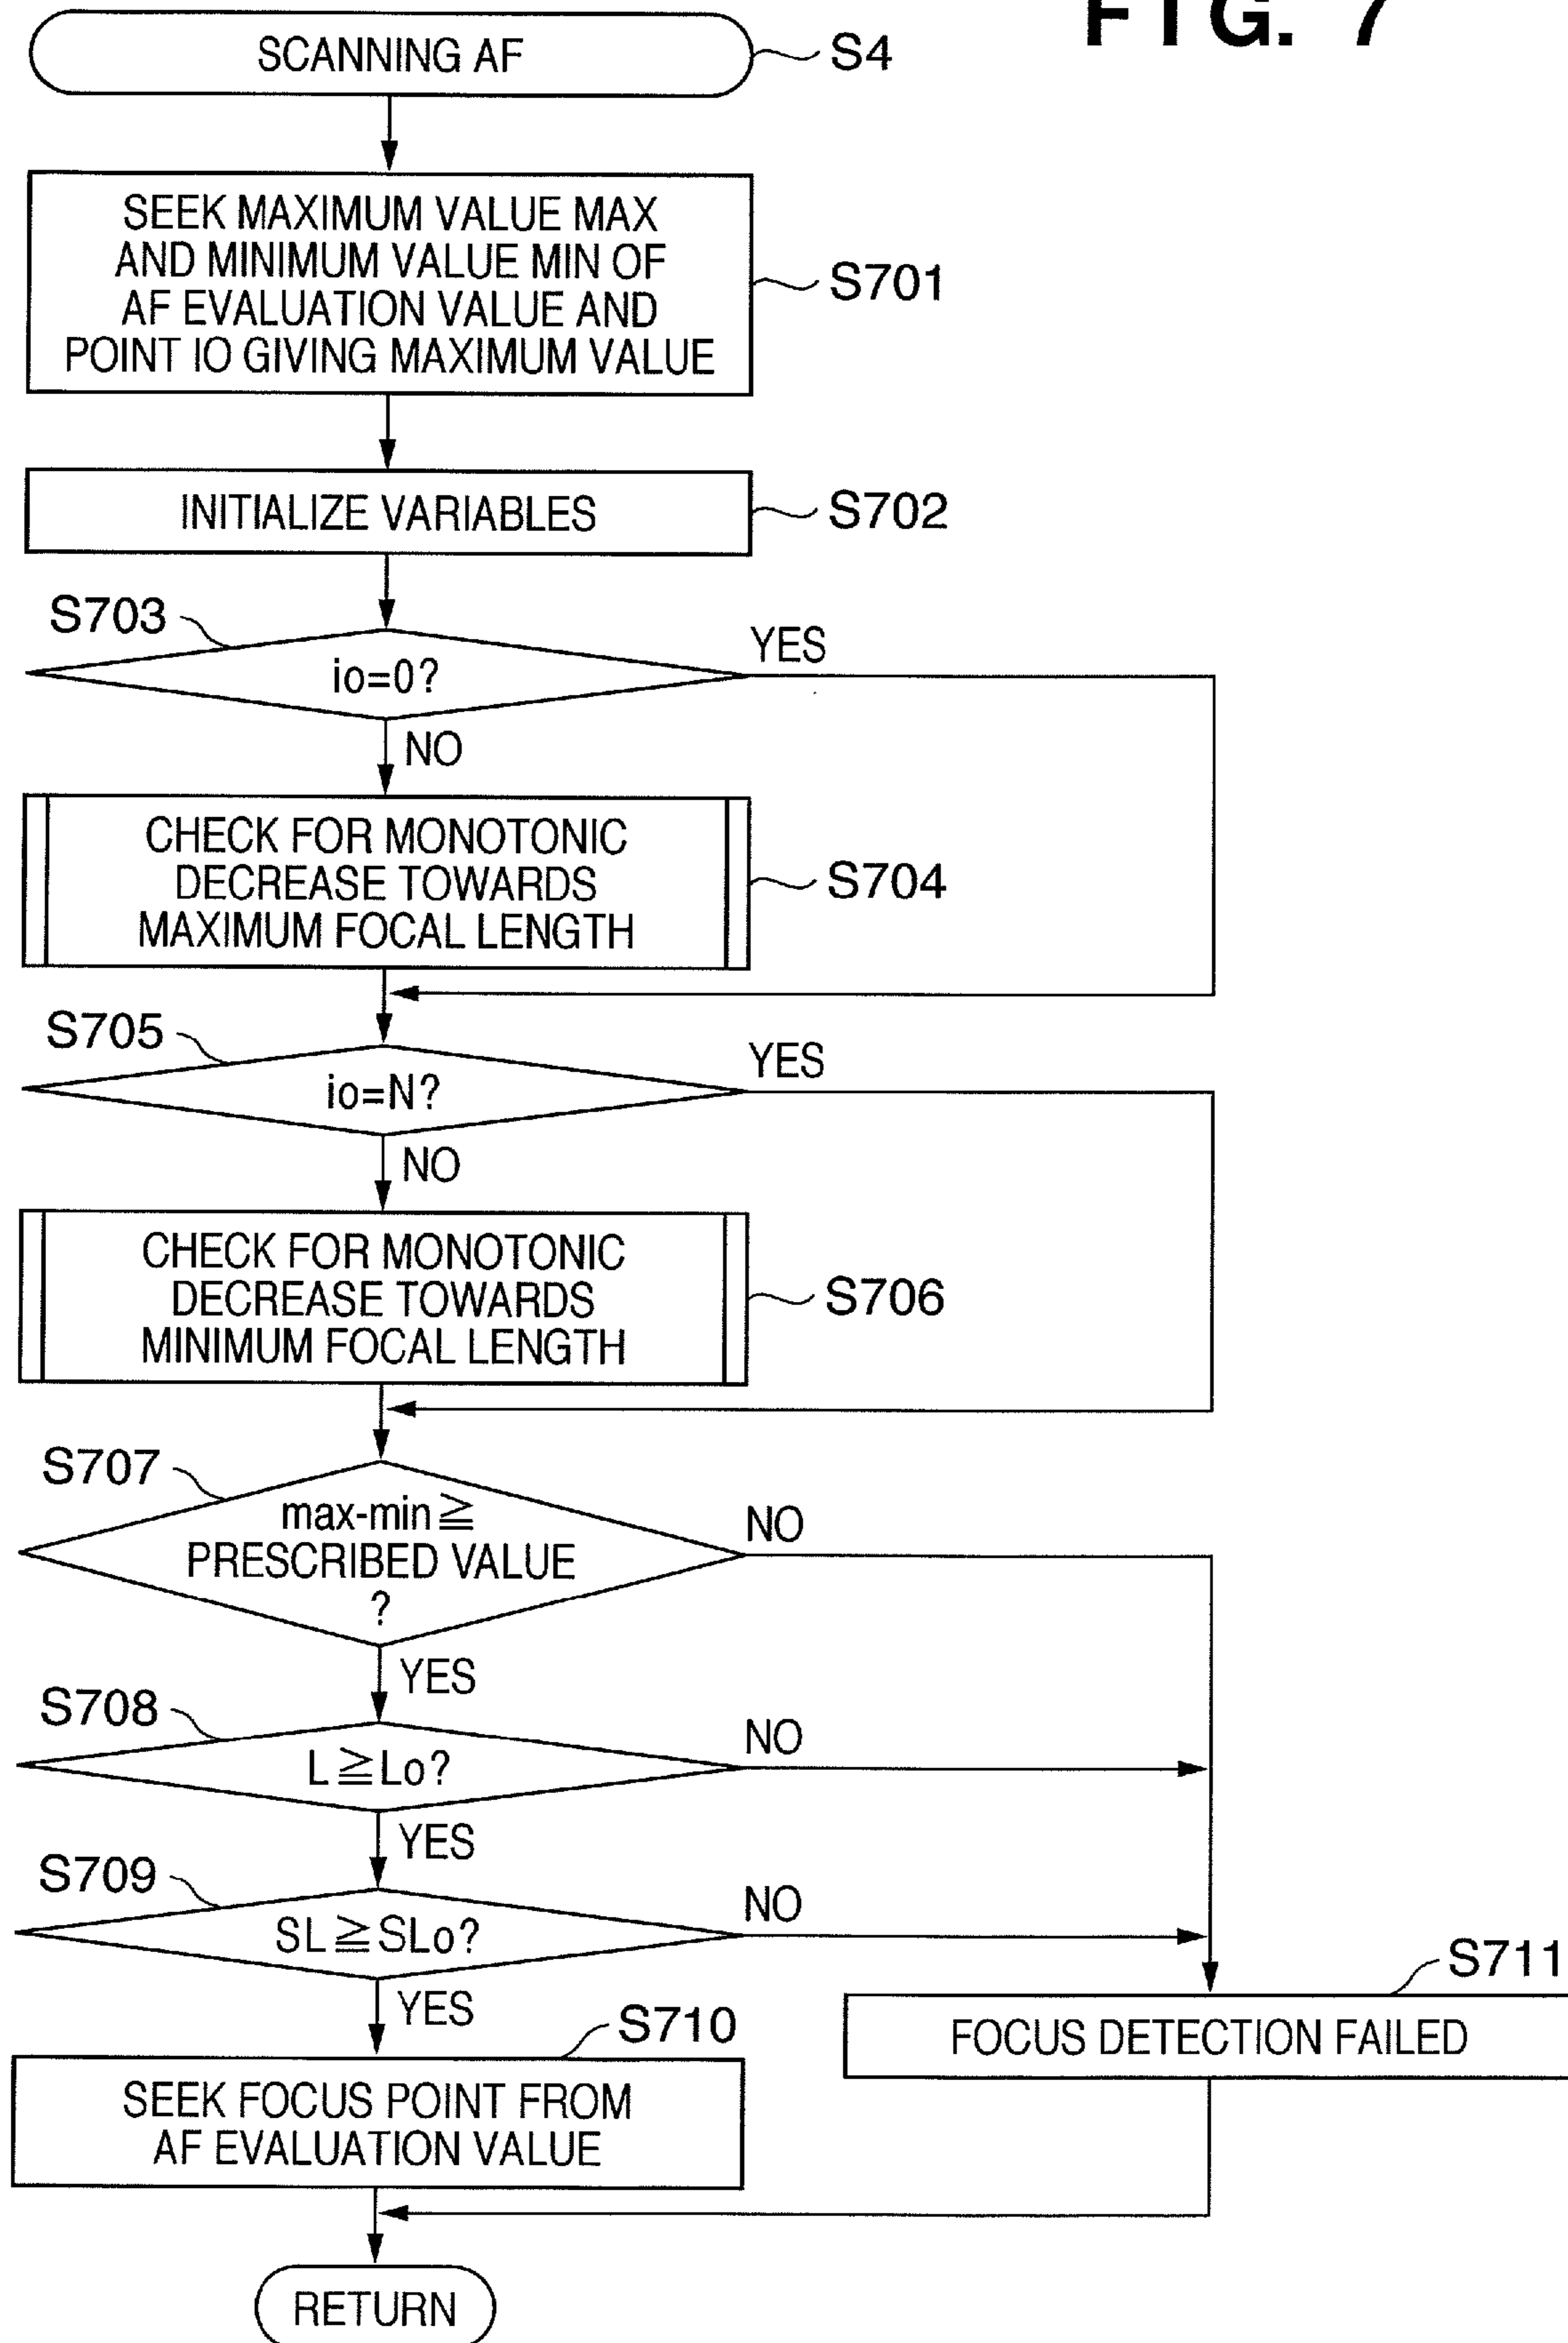 FIG. 7
SCANNING AF
S4
SEEK MAXIMUM VALUE MAX
AND MINIMUM VALUE MIN OF
AF EVALUATION VALUE AND
POINT IO GIVING MAXIMUM VALUE
S701
INITIALIZE VARIABLES
S702
S703
io=0?
YES
NO
CHECK FOR MONOTONIC
DECREASE TOWARDS
MAXIMUM FOCAL LENGTH
S704
S705
io=N?
YES
NO
CHECK FOR MONOTONIC
DECREASE TOWARDS
MINIMUM FOCAL LENGTH
S706
S707
max-min≧
PRESCRIBED VALUE
?
NO
YES
S708
L≧Lo?
NO
YES
S709
SL≧SLo?
NO
YES
S710
SEEK FOCUS POINT FROM
AF EVALUATION VALUE
S711
FOCUS DETECTION FAILED
RETURN